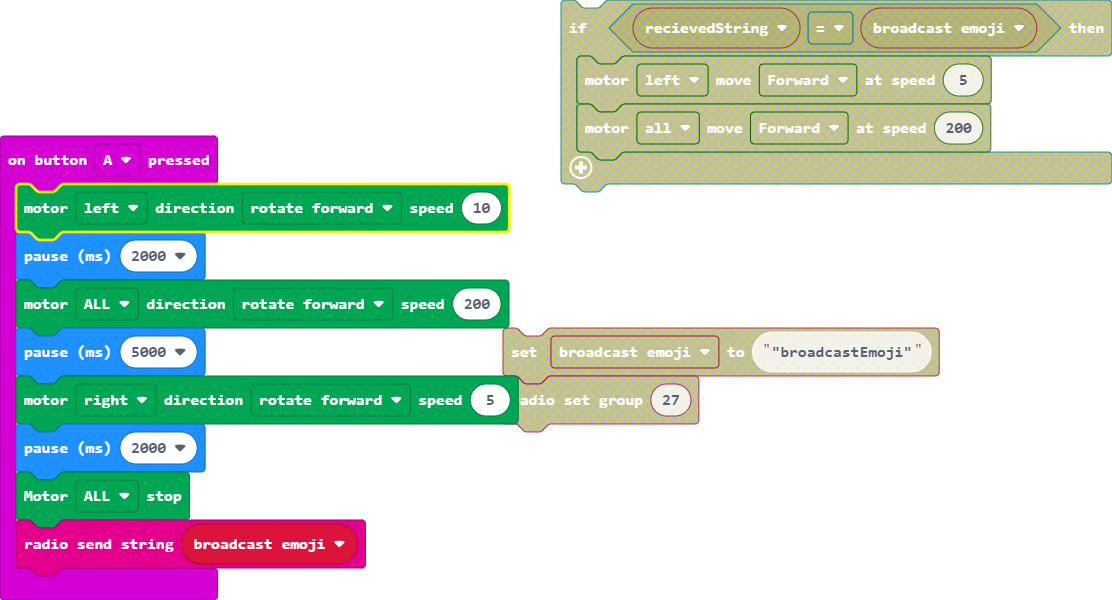 if recievedString = broadcast emoji then
motor left move Forward at speed 5
motor all move Forward at speed 200
on button A pressed
motor left direction rotate forward speed 10
pause (ms) 2000
motor ALL direction rotate forward speed 200
pause (ms) 5000
set broadcast emoji to ""broadcastEmoji""
motor right direction rotate forward speed 5
adio set group 27
pause (ms) 2000
Motor ALL stop
radio send string broadcast emoji